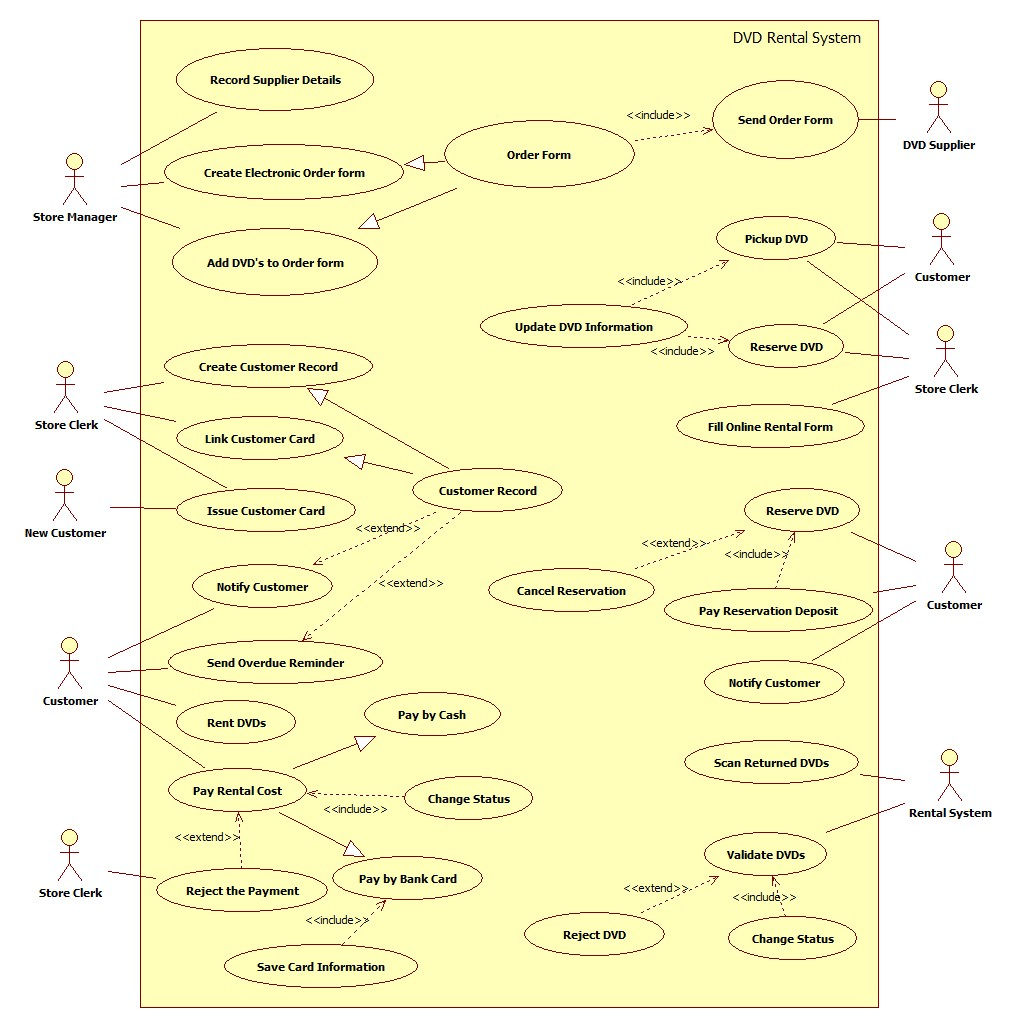 DVD Rental System
Record Supplier Details
Send Order Form
<<include>>
DVD Supplier
Order Form
Create Electronic Order form
Store Manager
Add DVD's to Order form
Pickup DVD
Customer
<<include>>
Update DVD Information
Reserve DVD
<<include>>
Store Clerk
Fill Online Rental Form
Create Customer Record
Store Clerk
Link Customer Card
Customer Record
Issue Customer Card
New Customer
<<extend>>
<<extend>>
Reserve DVD
<<extend>>
<<include>>
Cancel Reservation
Pay Reservation Deposit
Customer
Notify Customer
Notify Customer
Send Overdue Reminder
Customer
Rent DVDs
Pay by Cash
Pay Rental Cost
Change Status
<<include>>
<<extend>>
Scan Returned DVDs
Rental System
Validate DVDs
Store Clerk
Reject the Payment
Pay by Bank Card
<<include>>
<<extend>>
<<include>>
Reject DVD
Change Status
Save Card Information